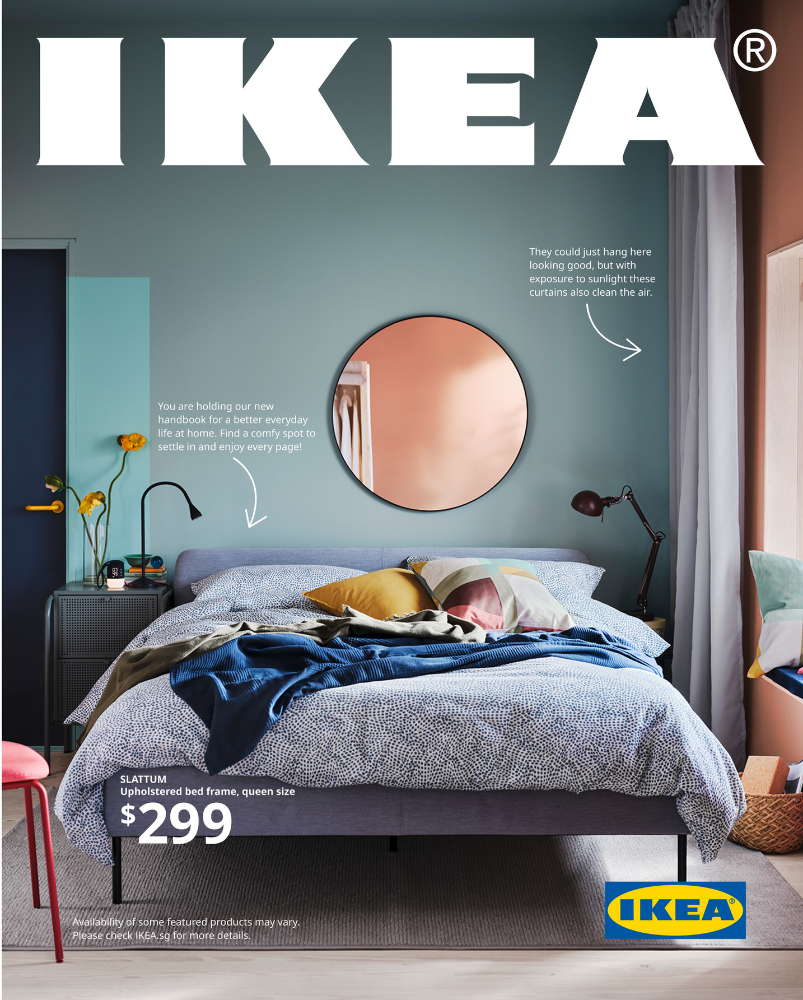 IKEA®
They could just hang here
looking good, but with
exposure to sunlight these
curtains also clean the air.
You are holding our new
handbook for a better everyday
life at home. Find a comfy spot to
settle in and enjoy every page!
SLATTUM
Upholstered bed frame, queen size
$299
Availability of some featured products may vary.
Please check IKEA.sg for more details.
IKEA®